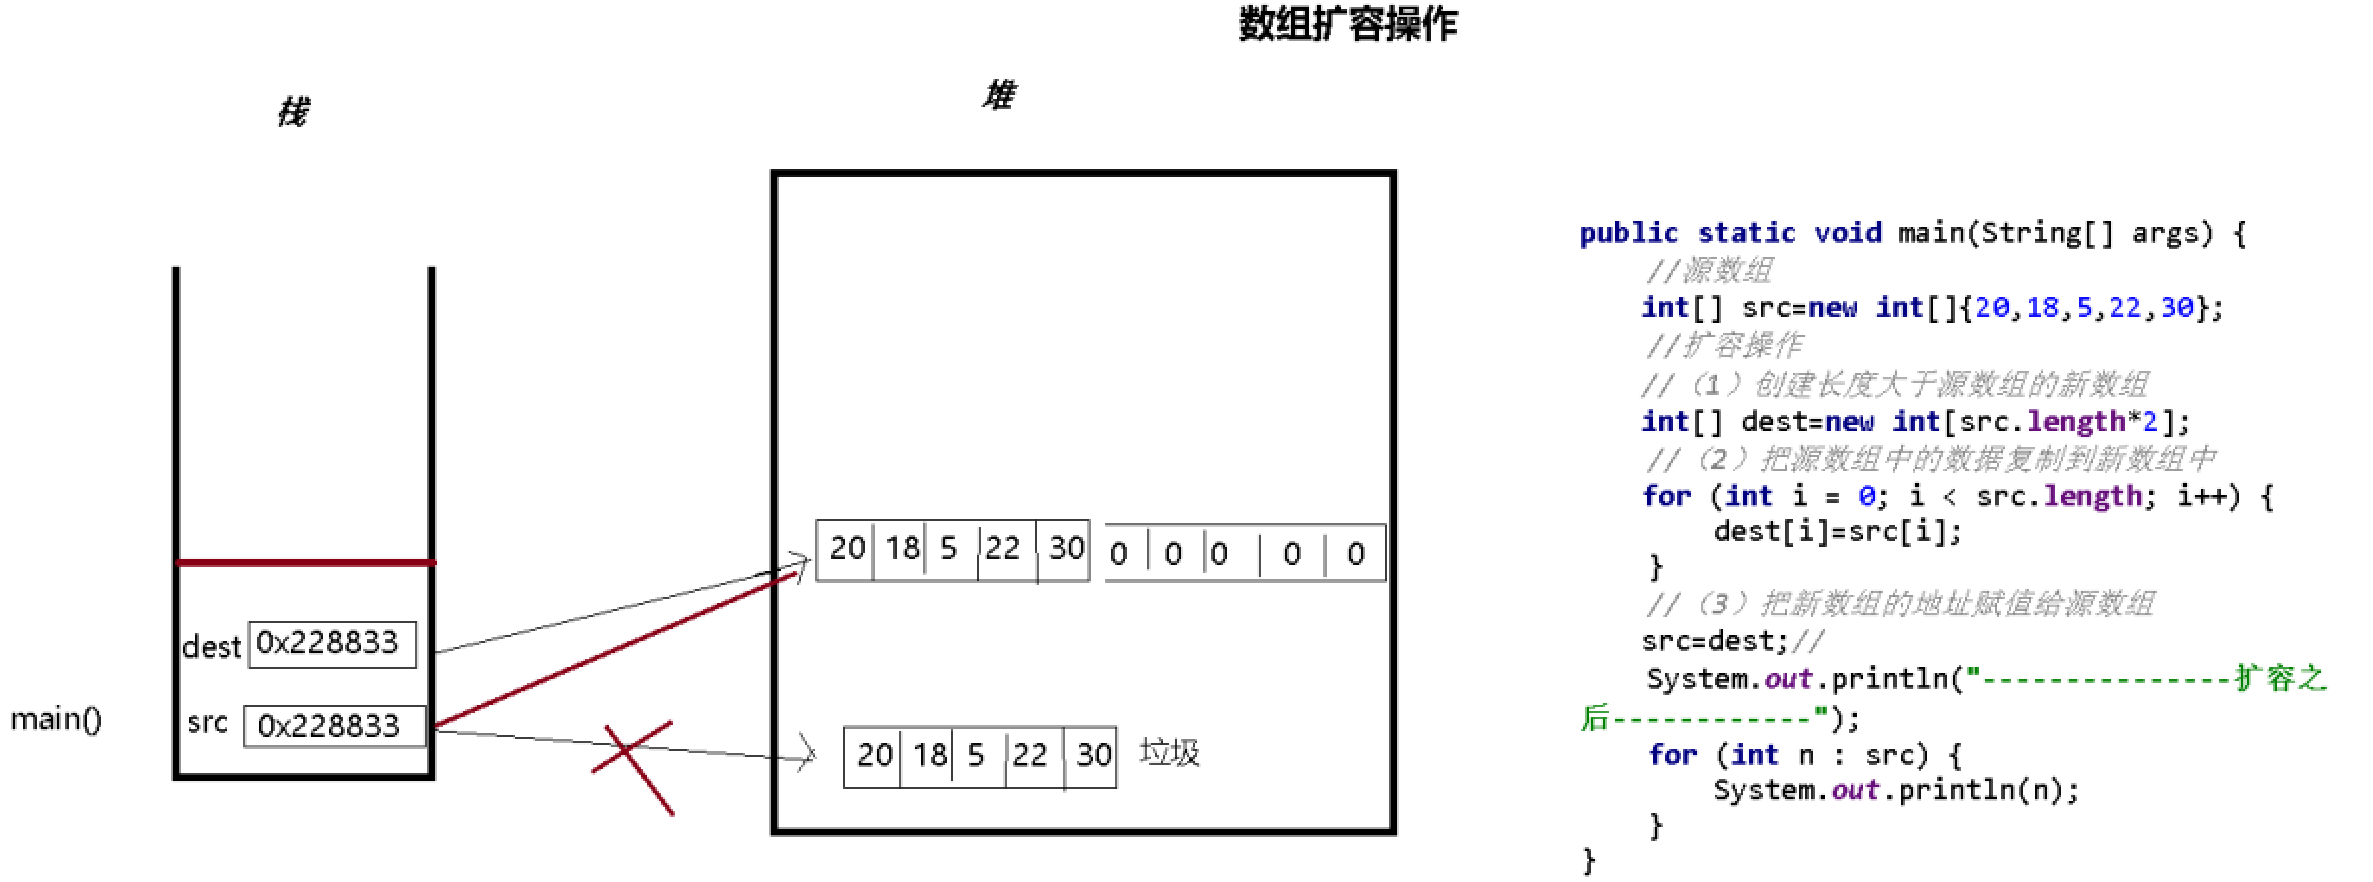 数组扩容操作
栈
堆
20 18 5 22 30 0 0 0 0 0
dest 0x228833
main()
src 0x228833
20 18 5 22 30 垃圾
public static void main(String[] args) {
//源数组
int[] src=new int[]{20,18,5,22,30};
//扩容操作
//（1）创建长度大于源数组的新数组
int[] dest=new int[src.length*2];
//（2）把源数组中的数据复制到新数组中
for (int i = 0; i < src.length; i++) {
dest[i]=src[i];
}
//（3）把新数组的地址赋值给源数组
src=dest;//
System.out.println("---------------扩容之
后------------");
for (int n : src) {
System.out.println(n);
}
}